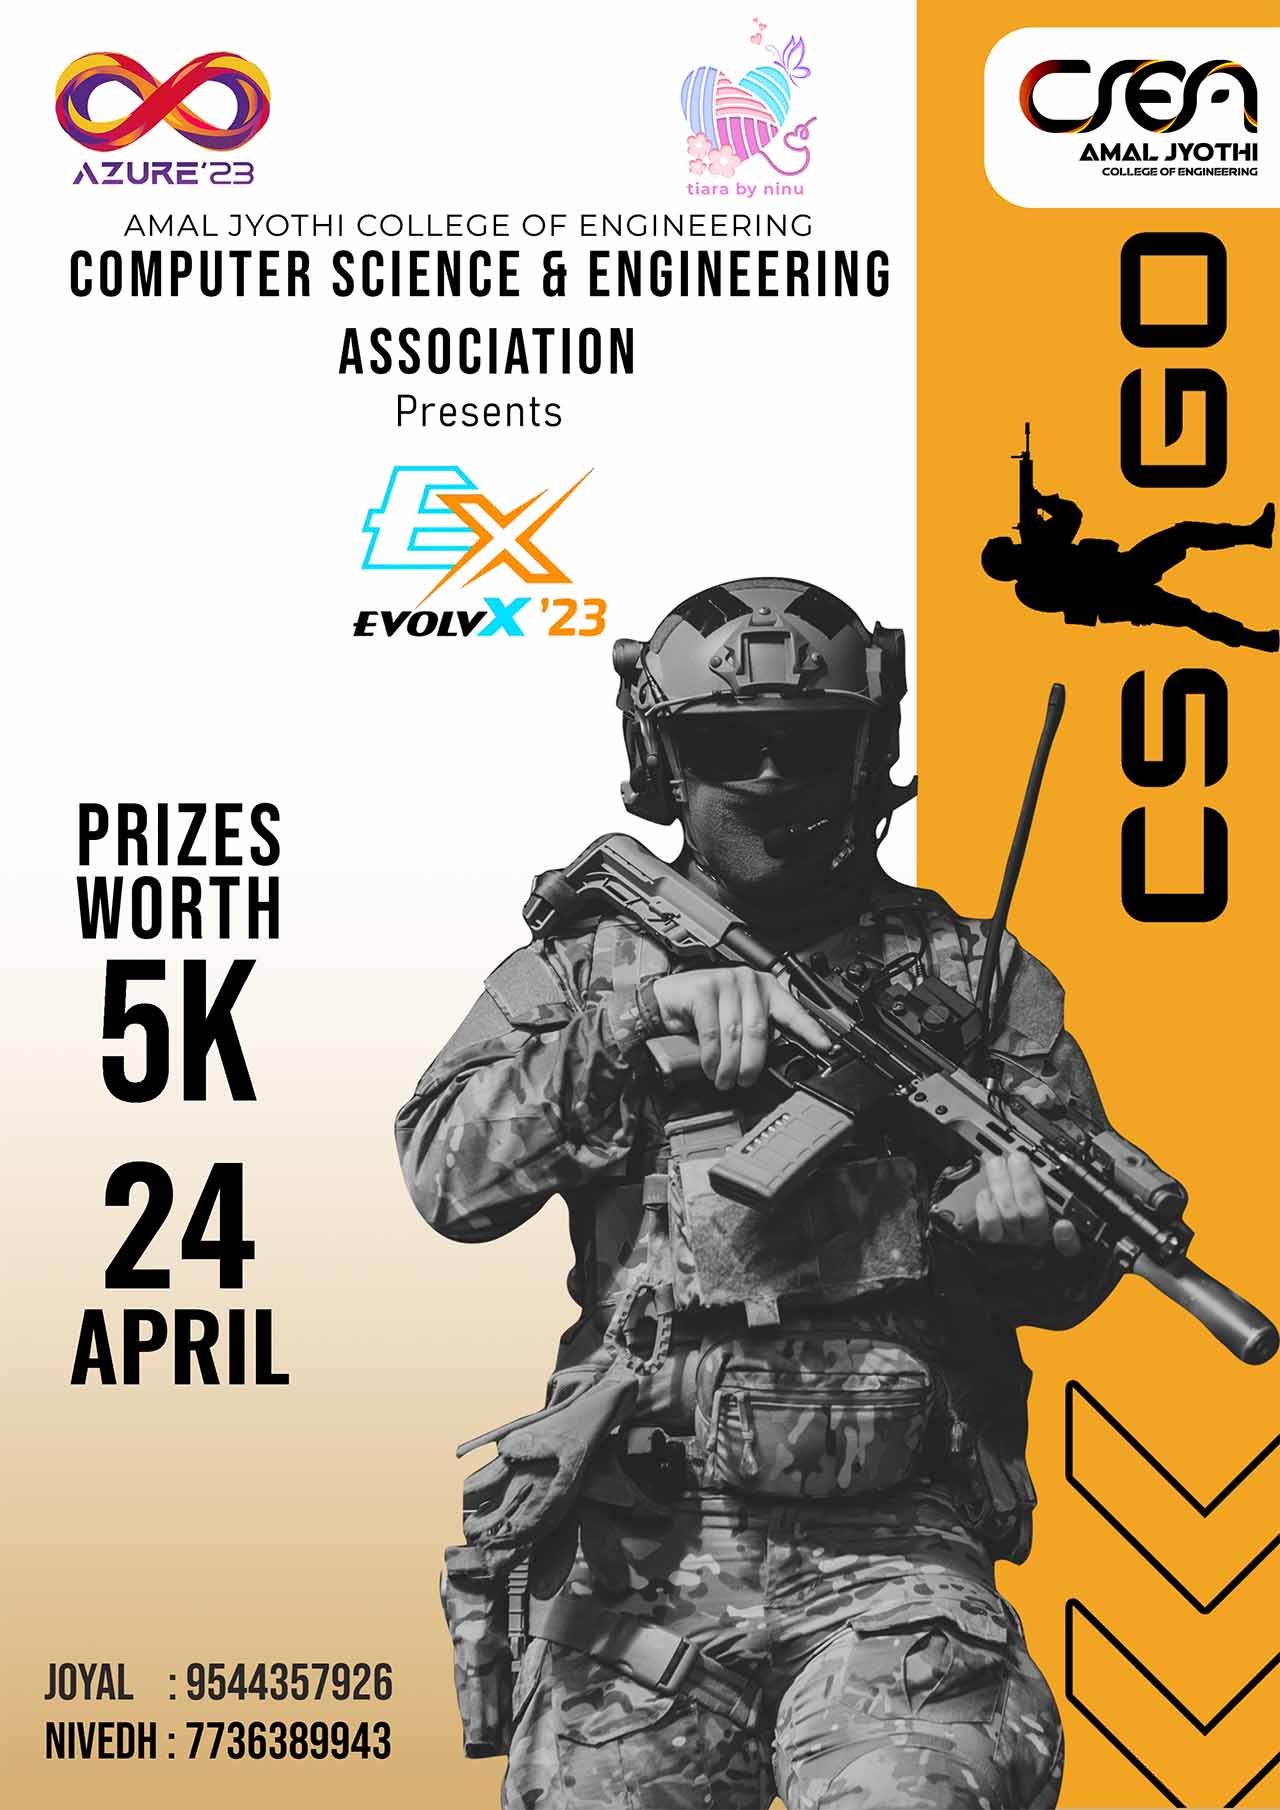 AZURE'23
tiara by ninu
CSEA
AMAL JYOTHI
COLLEGE OF ENGINEERING
AMAL JYOTHI COLLEGE OF ENGINEERING
COMPUTER SCIENCE & ENGINEERING
ASSOCIATION
Presents
EX
EVOLVX '23
CS GO
PRIZES
WORTH
5K
24
APRIL
JOYAL : 9544357926
NIVEDH : 7736389943